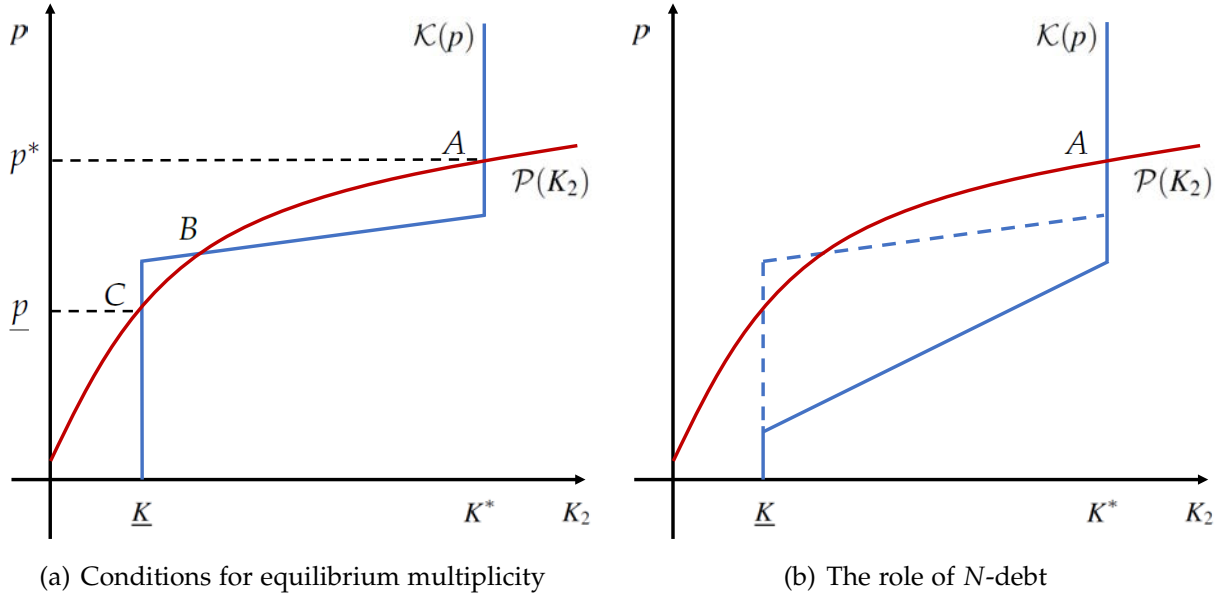 p
𝒦(p)
A
p*
𝒫(K₂)
B
C
p̲
K̲
K*
K₂
(a) Conditions for equilibrium multiplicity
p
𝒦(p)
A
𝒫(K₂)
K̲
K*
K₂
(b) The role of N-debt